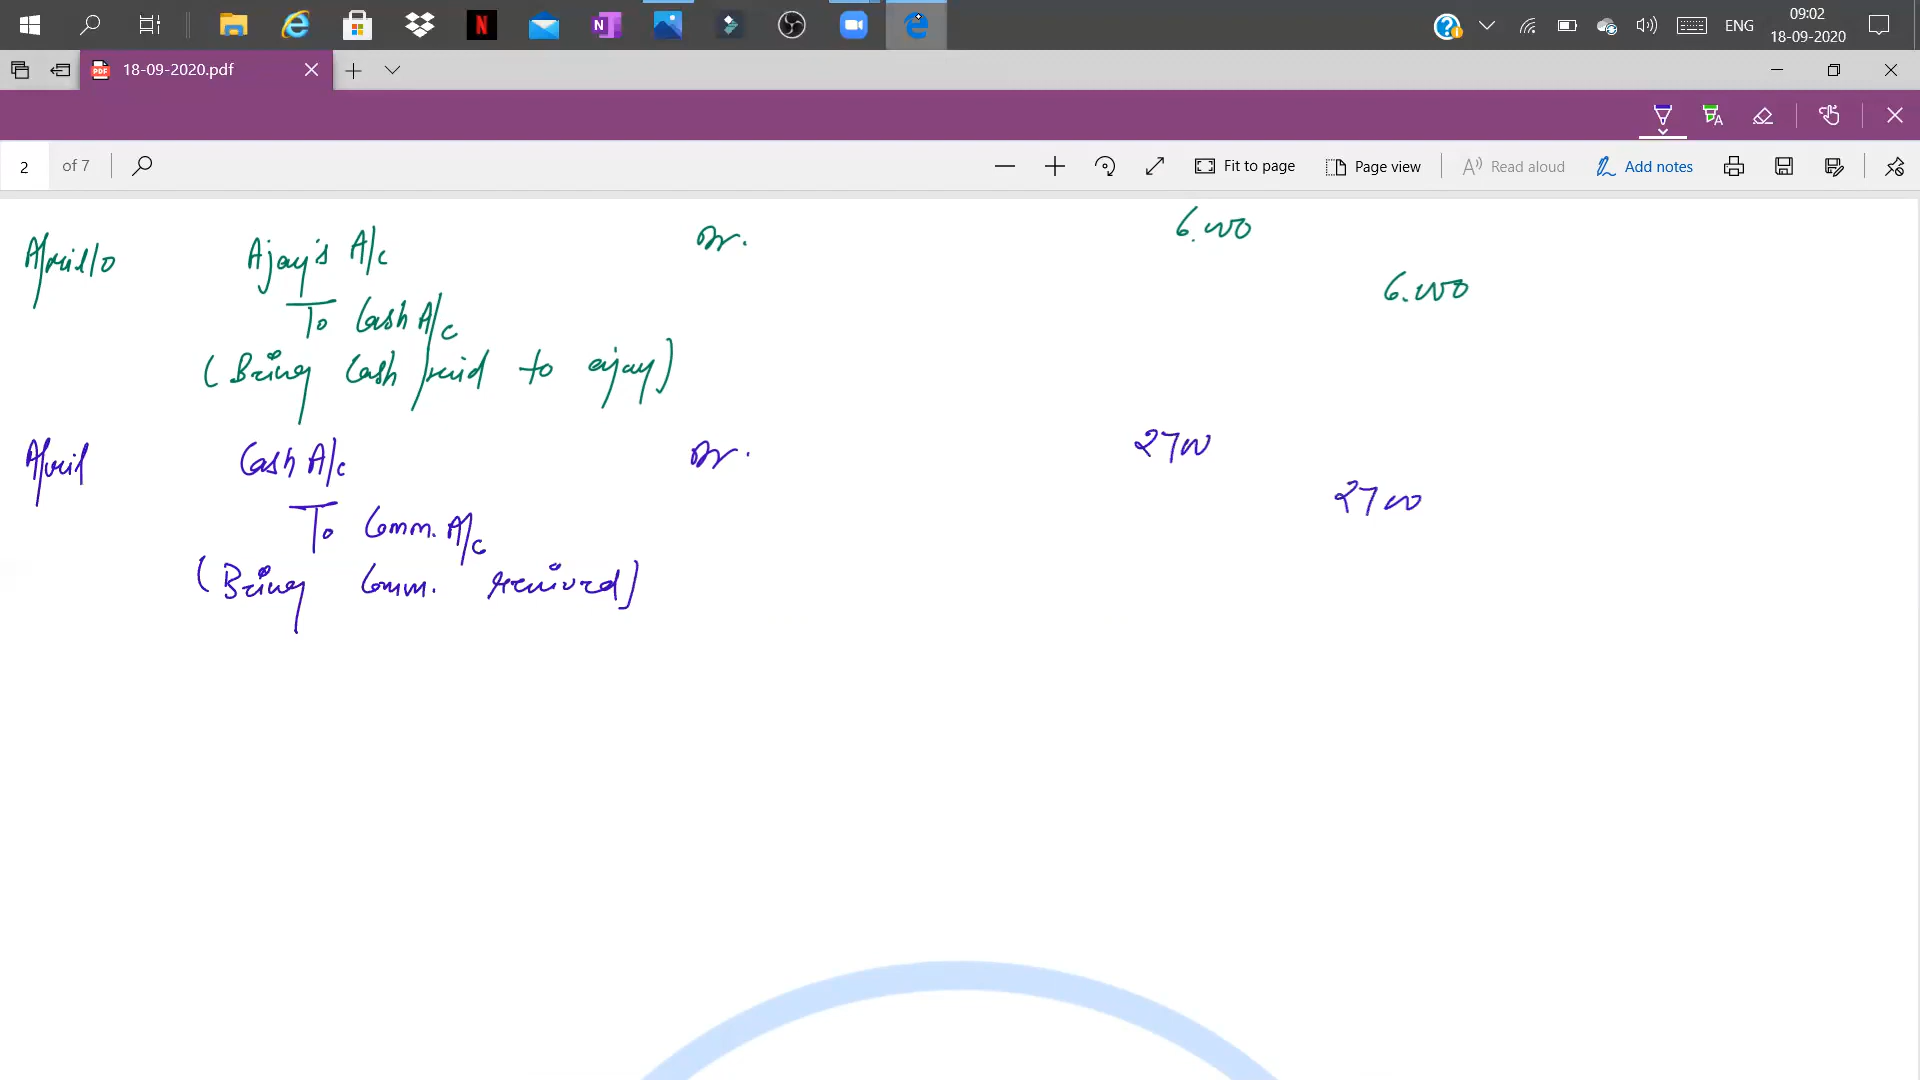 09:02
ENG
18-09-2020
18-09-2020.pdf
2 of 7 Fit to page Page view Read aloud Add notes
April 10 Ajay's A/c Dr. 6,000
To Cash A/c 6,000
(Being Cash paid to ajay)
April Cash A/c Dr. 2700
To Comm. A/c 2700
(Being Comm. received)